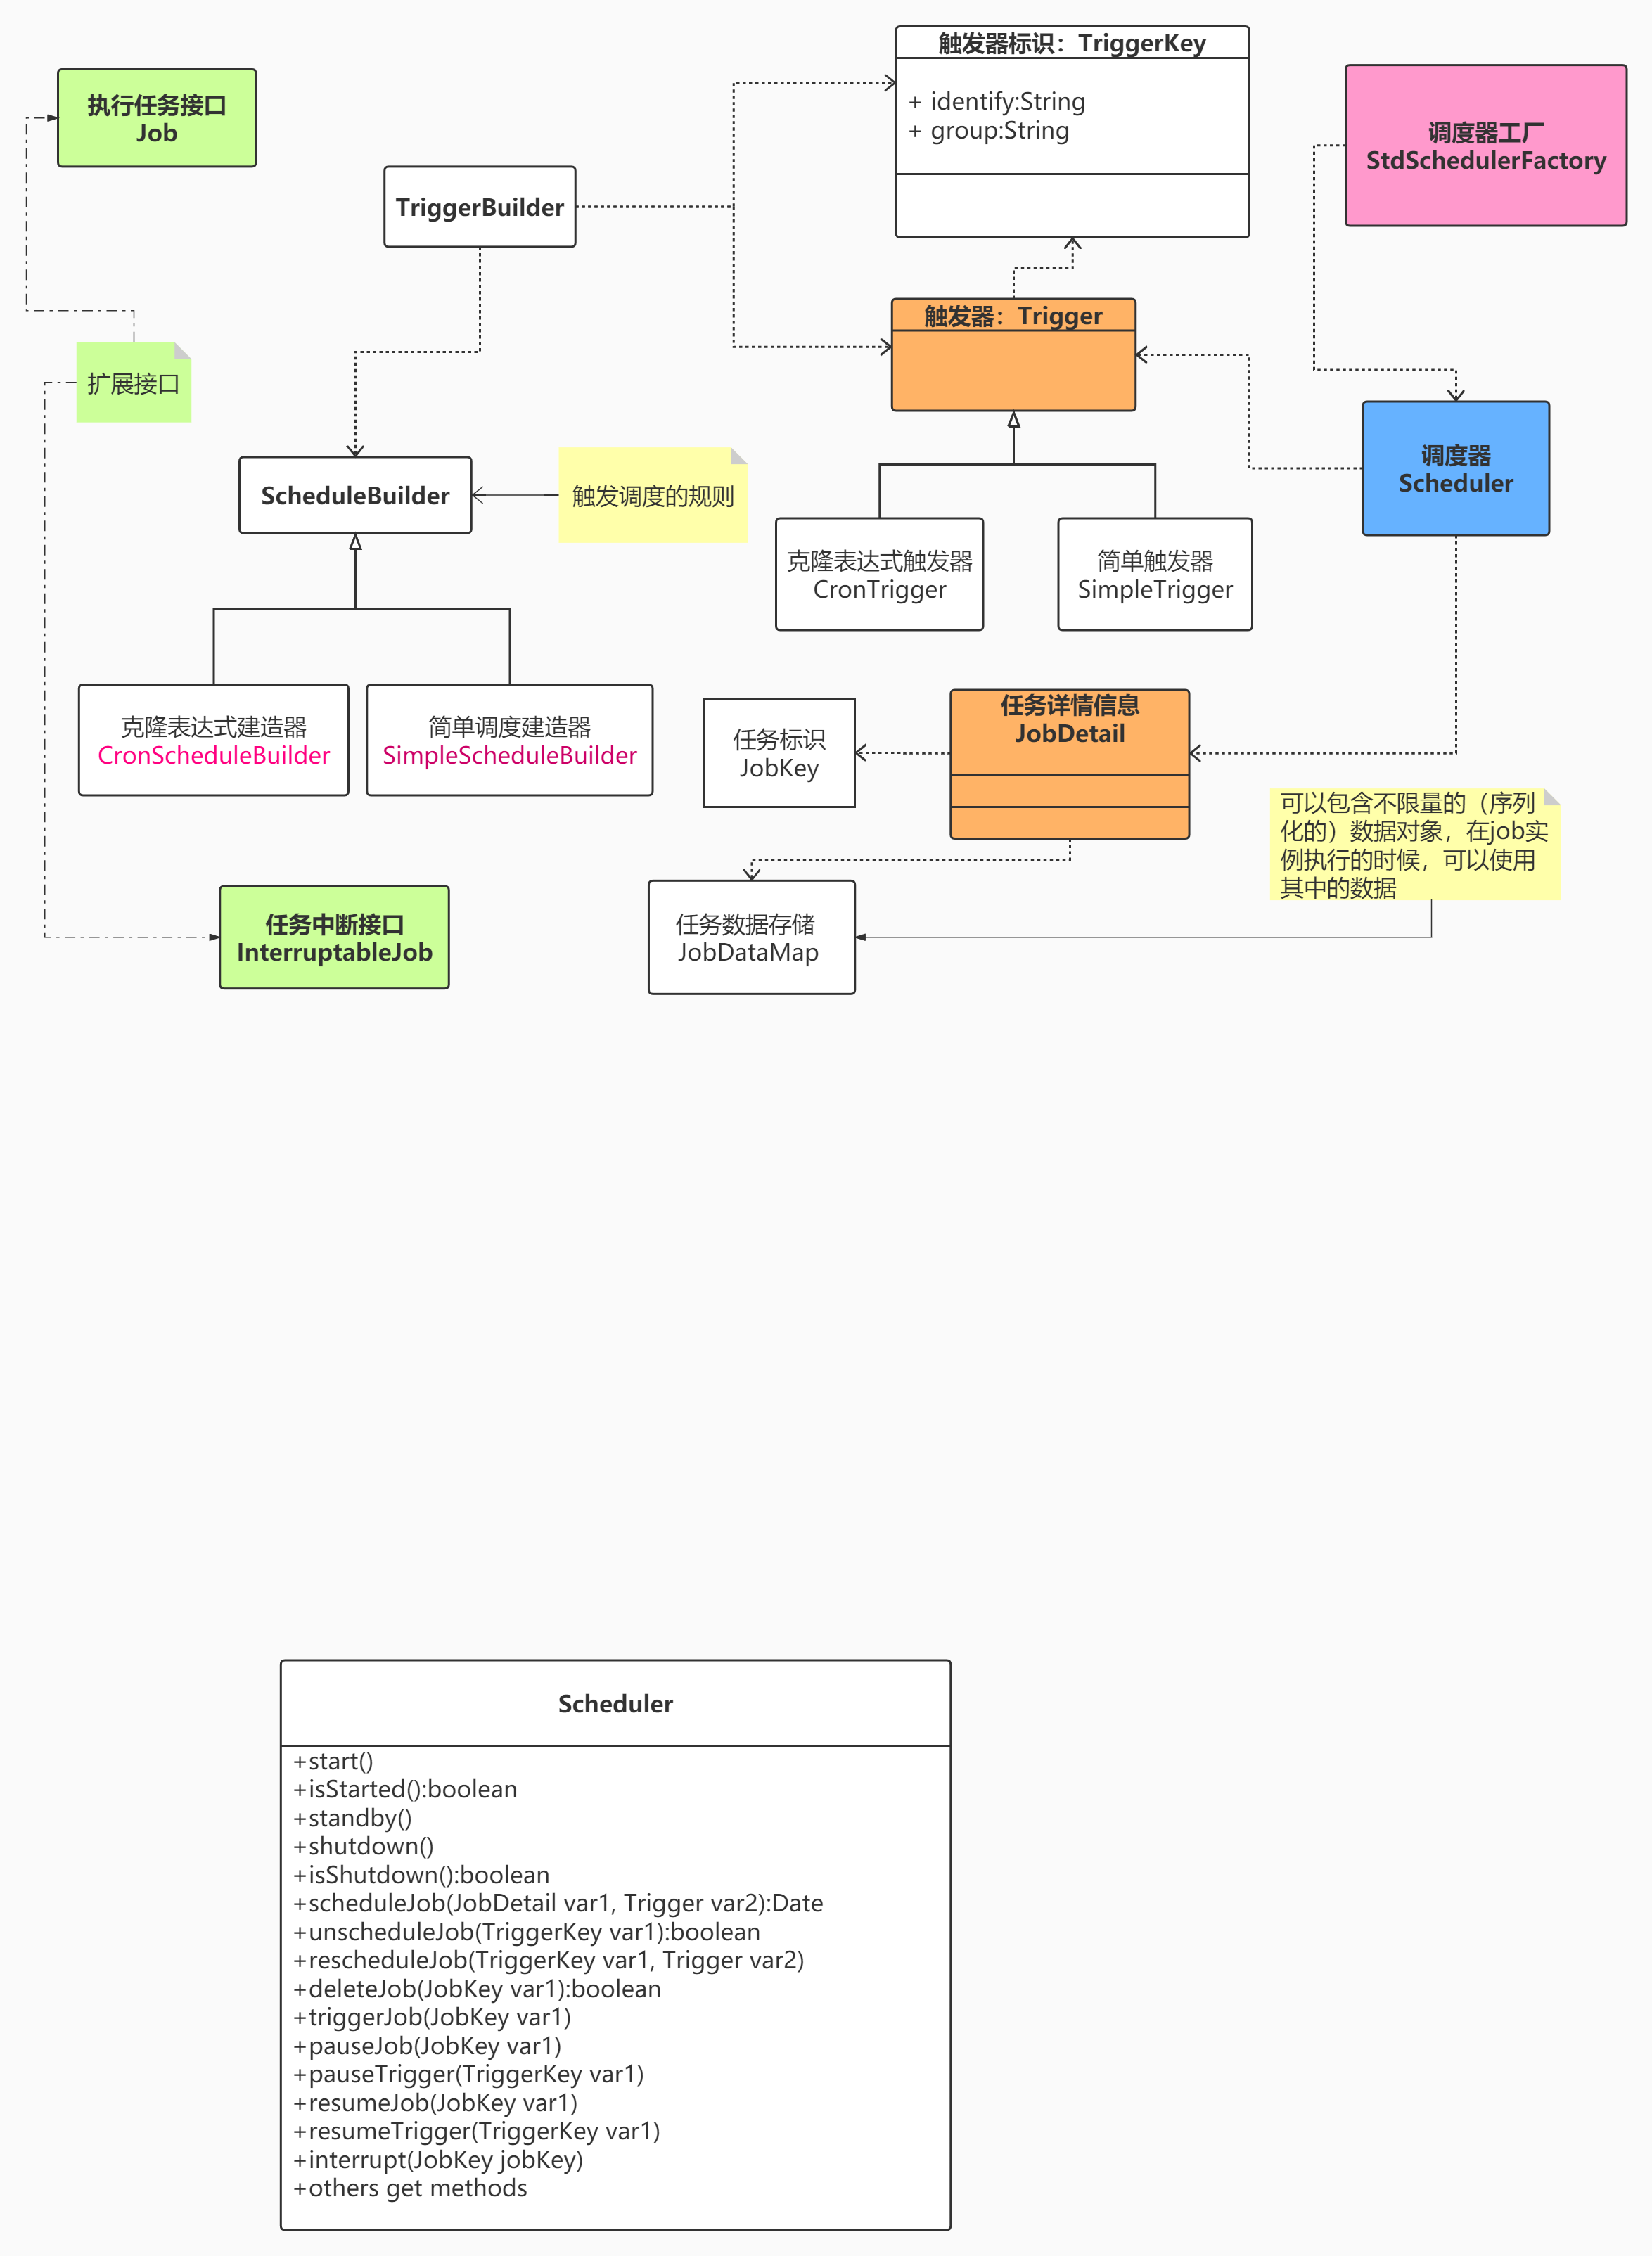 触发器标识：TriggerKey
+ identify:String
+ group:String
执行任务接口
Job
调度器工厂
StdSchedulerFactory
TriggerBuilder
触发器：Trigger
扩展接口
调度器
Scheduler
ScheduleBuilder
触发调度的规则
克隆表达式触发器
CronTrigger
简单触发器
SimpleTrigger
克隆表达式建造器
CronScheduleBuilder
简单调度建造器
SimpleScheduleBuilder
任务标识
JobKey
任务详情信息
JobDetail
可以包含不限量的（序列
化的）数据对象，在job实
例执行的时候，可以使用
其中的数据
任务中断接口
InterruptableJob
任务数据存储
JobDataMap
Scheduler
+start()
+isStarted():boolean
+standby()
+shutdown()
+isShutdown():boolean
+scheduleJob(JobDetail var1, Trigger var2):Date
+unscheduleJob(TriggerKey var1):boolean
+rescheduleJob(TriggerKey var1, Trigger var2)
+deleteJob(JobKey var1):boolean
+triggerJob(JobKey var1)
+pauseJob(JobKey var1)
+pauseTrigger(TriggerKey var1)
+resumeJob(JobKey var1)
+resumeTrigger(TriggerKey var1)
+interrupt(JobKey jobKey)
+others get methods